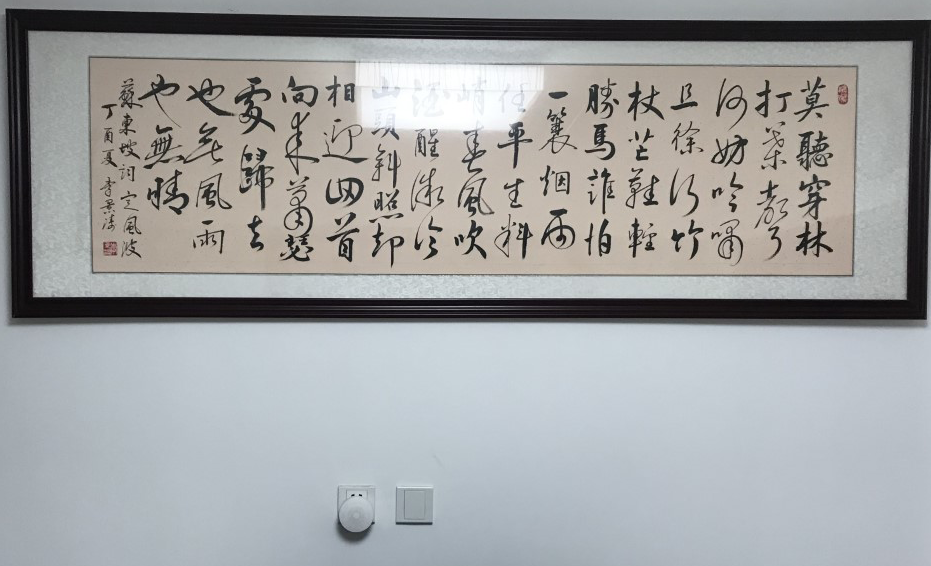 莫聽穿林
打葉聲
何妨吟嘯
且徐行竹
杖芒鞋輕
勝馬誰怕
一蓑烟雨
任平生料
峭春風吹
酒醒微冷
山頭斜照却
相迎回首
向来蕭瑟
處歸去
也無風雨
也無晴
蘇東坡詞定風波
丁酉夏 李